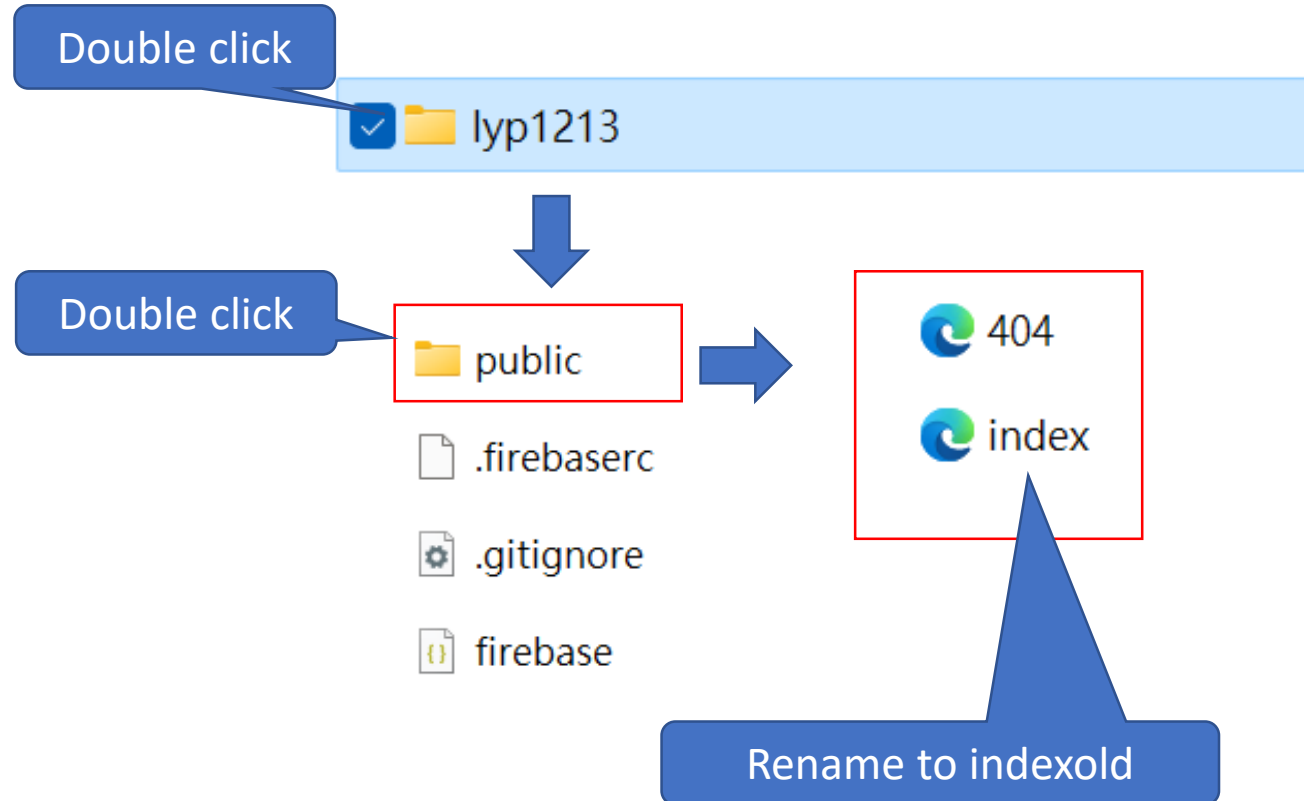 Double click
lyp1213
Double click
public
.firebaserc
.gitignore
firebase
404
index
Rename to indexold